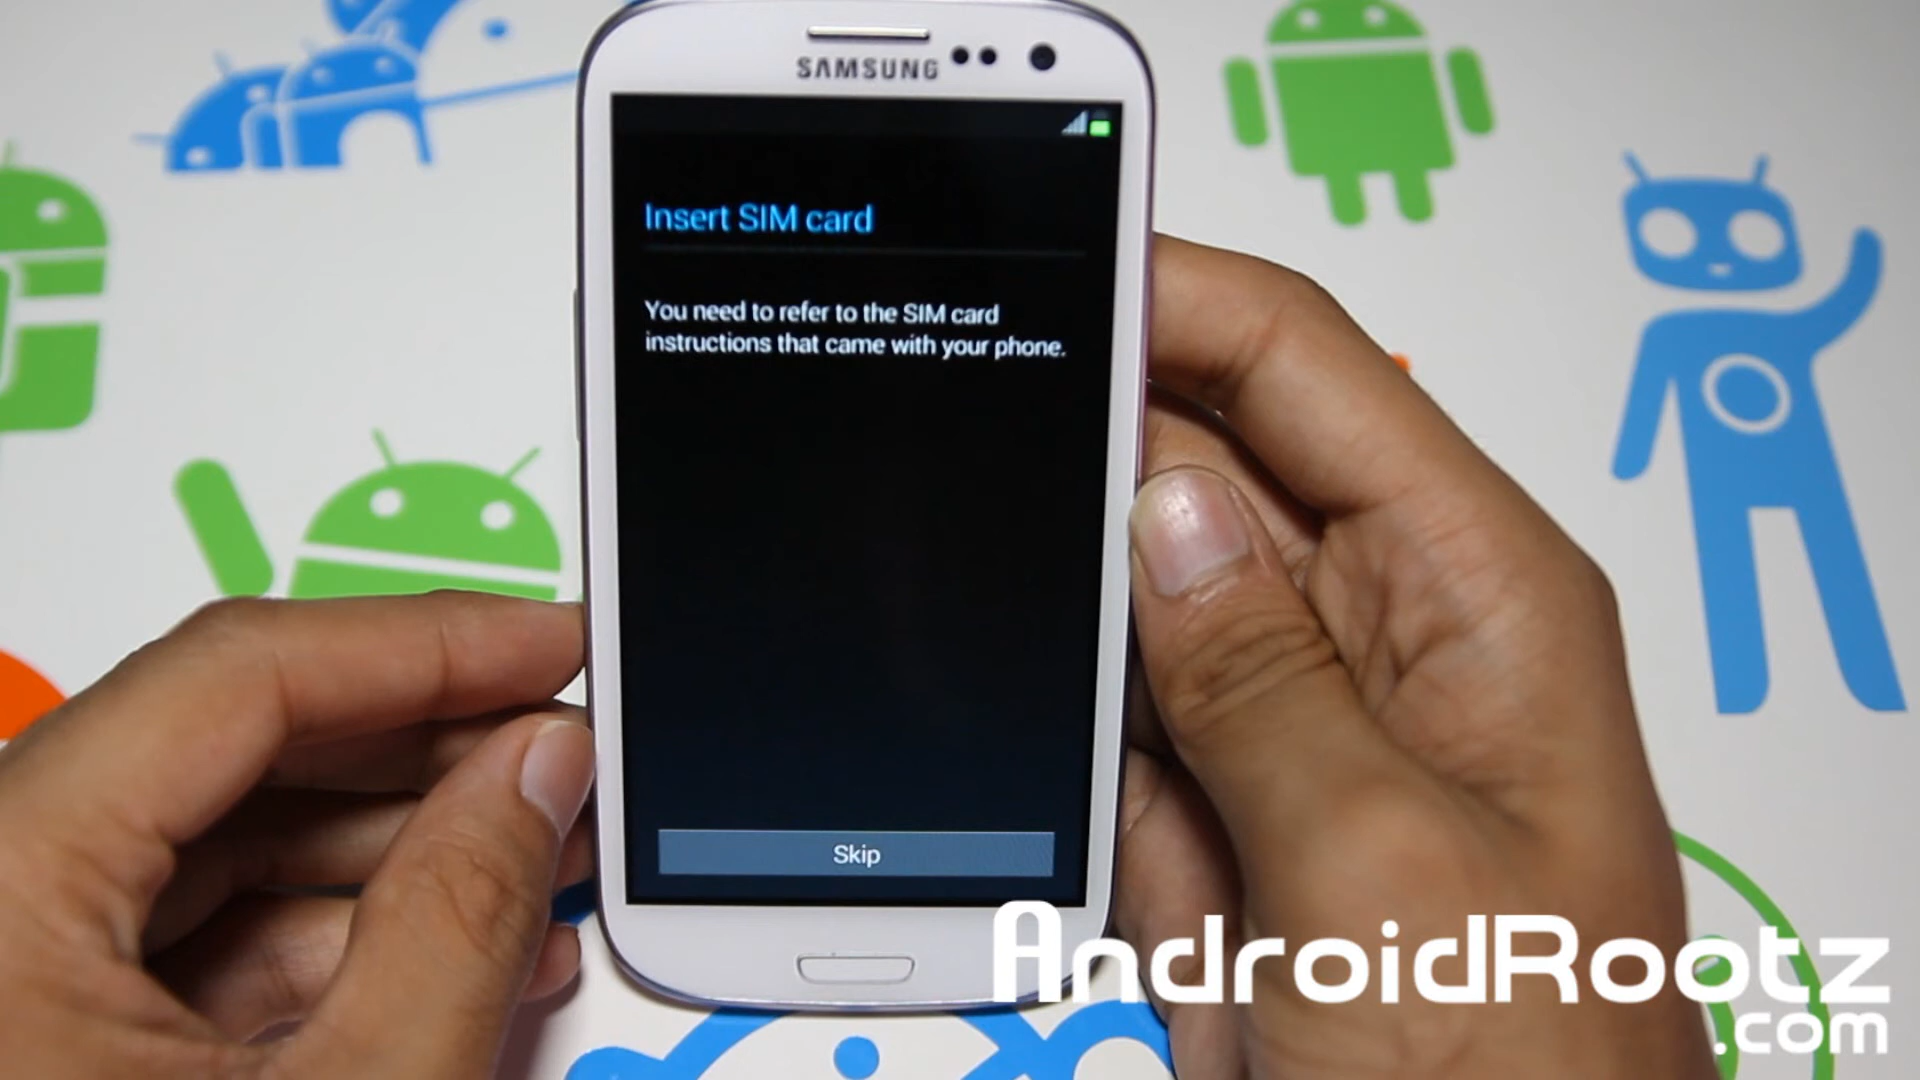 SAMSUNG
Insert SIM card
You need to refer to the SIM card
instructions that came with your phone.
Skip
AndroidRootz
.com